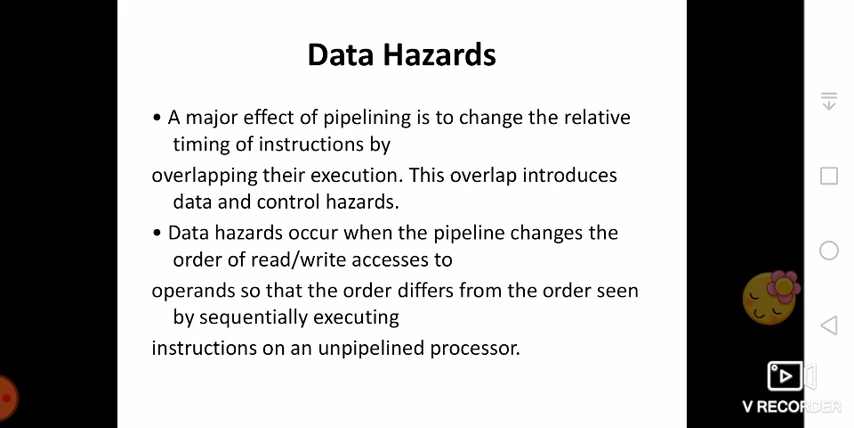 Data Hazards
• A major effect of pipelining is to change the relative
timing of instructions by
overlapping their execution. This overlap introduces
data and control hazards.
• Data hazards occur when the pipeline changes the
order of read/write accesses to
operands so that the order differs from the order seen
by sequentially executing
instructions on an unpipelined processor.
V RECORDER